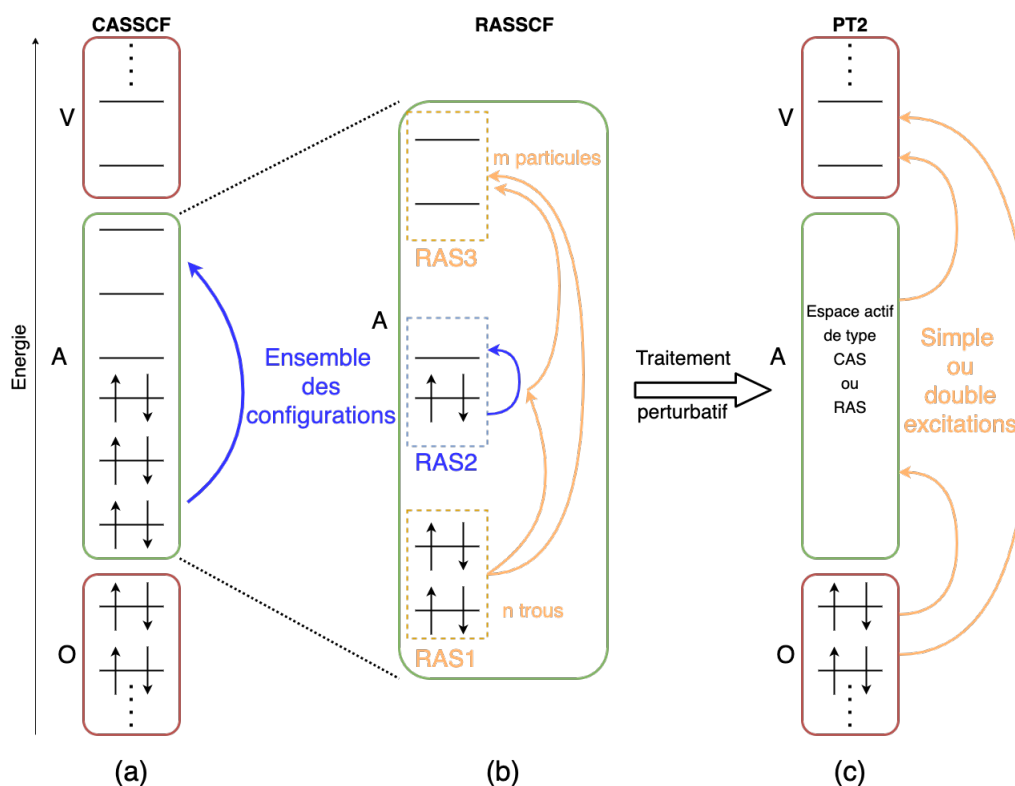 CASSCF
RASSCF
PT2
Energie
V
A
O
Ensemble
des
configurations
A
m particules
RAS3
RAS2
n trous
RAS1
Traitement
perturbatif
V
A
O
Espace actif
de type
CAS
ou
RAS
Simple
ou
double
excitations
(a)
(b)
(c)